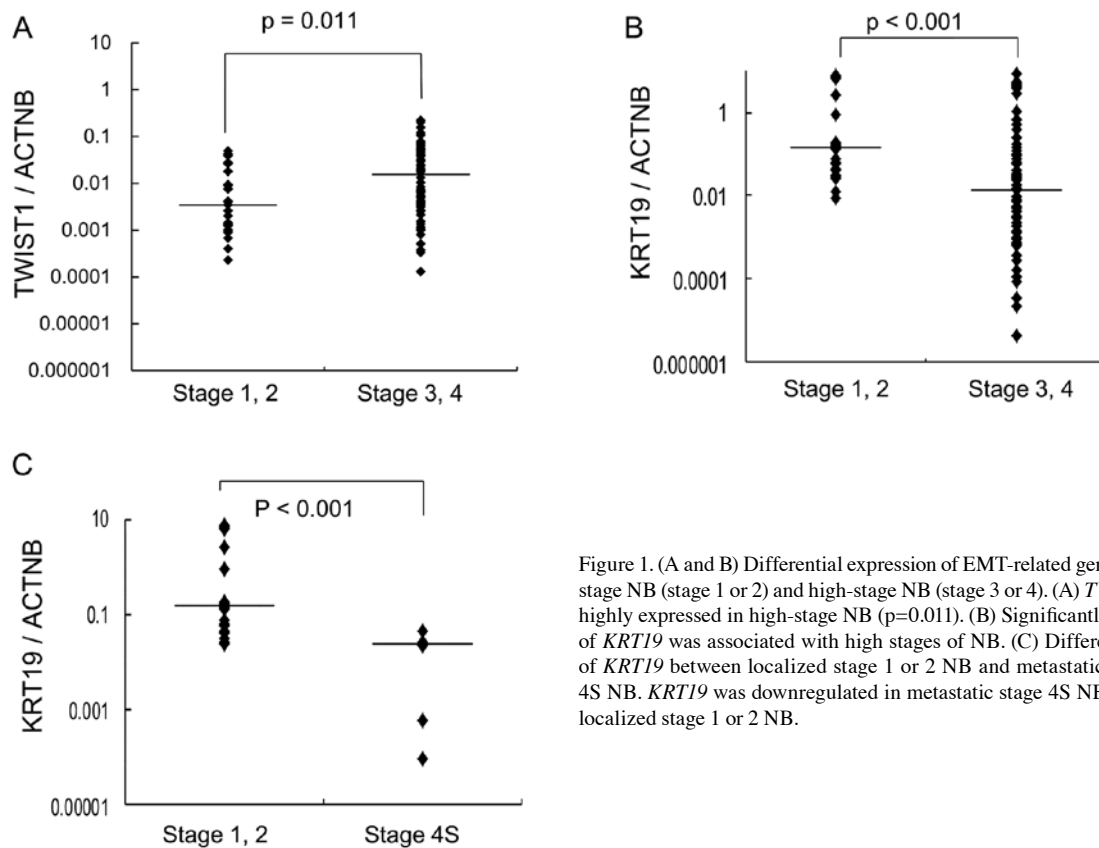 A
p = 0.011
TWIST1 / ACTNB
10
1
0.1
0.01
0.001
0.0001
0.00001
0.000001
Stage 1, 2
Stage 3, 4
B
p < 0.001
KRT19 / ACTNB
1
0.01
0.0001
0.000001
Stage 1, 2
Stage 3, 4
C
P < 0.001
KRT19 / ACTNB
10
0.1
0.001
0.00001
Stage 1, 2
Stage 4S
Figure 1. (A and B) Differential expression of EMT-related gen
stage NB (stage 1 or 2) and high-stage NB (stage 3 or 4). (A) T
highly expressed in high-stage NB (p=0.011). (B) Significantl
of KRT19 was associated with high stages of NB. (C) Differe
of KRT19 between localized stage 1 or 2 NB and metastatic
4S NB. KRT19 was downregulated in metastatic stage 4S NB
localized stage 1 or 2 NB.